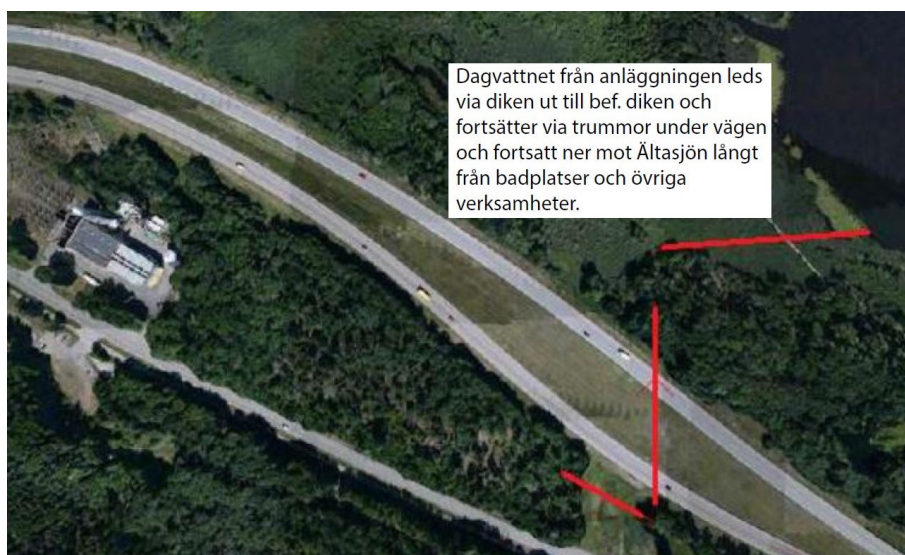 Dagvattnet från anläggningen leds
via diken ut till bef. diken och
fortsätter via trummor under vägen
och fortsatt ner mot Ältasjön långt
från badplatser och övriga
verksamheter.